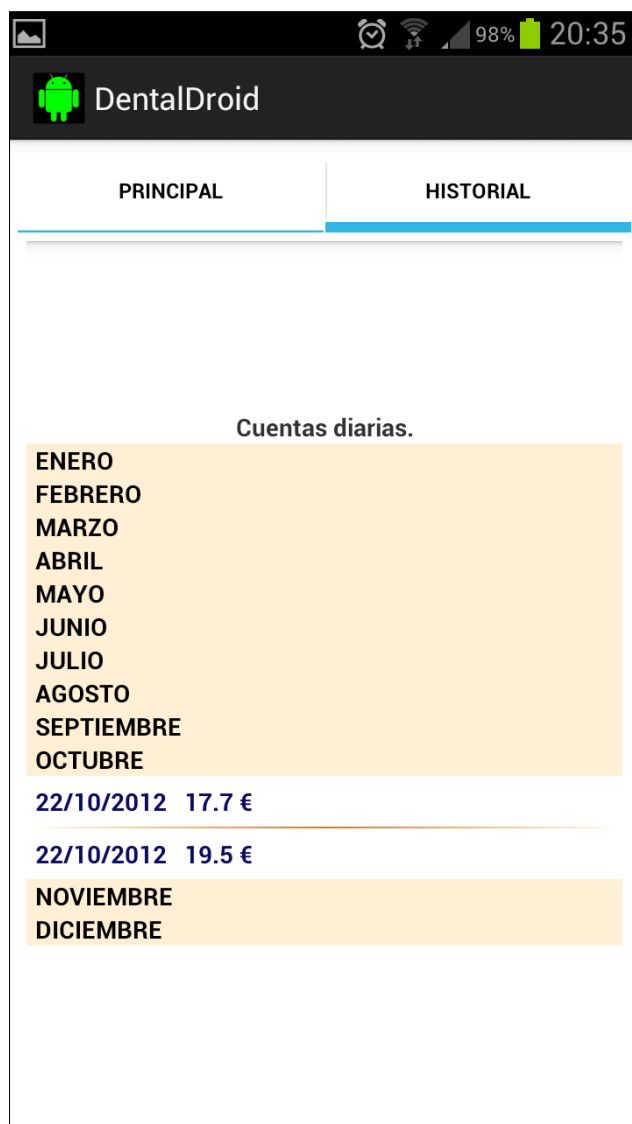 98% 20:35
DentalDroid
PRINCIPAL HISTORIAL
Cuentas diarias.
ENERO
FEBRERO
MARZO
ABRIL
MAYO
JUNIO
JULIO
AGOSTO
SEPTIEMBRE
OCTUBRE
22/10/2012 17.7 €
22/10/2012 19.5 €
NOVIEMBRE
DICIEMBRE